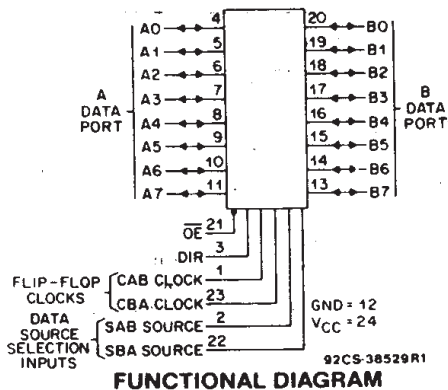 A0 4 20 B0
A1 5 19 B1
A2 6 18 B2
A3 7 17 B3
A4 8 16 B4
A5 9 15 B5
A6 10 14 B6
A7 11 13 B7
A
DATA
PORT
B
DATA
PORT
OE 21
DIR 3
FLIP-FLOP
CLOCKS
CAB CLOCK 1
CBA CLOCK 23
DATA
SOURCE
SELECTION
INPUTS
SAB SOURCE 2
SBA SOURCE 22
GND = 12
VCC = 24
92CS-38529R1
FUNCTIONAL DIAGRAM